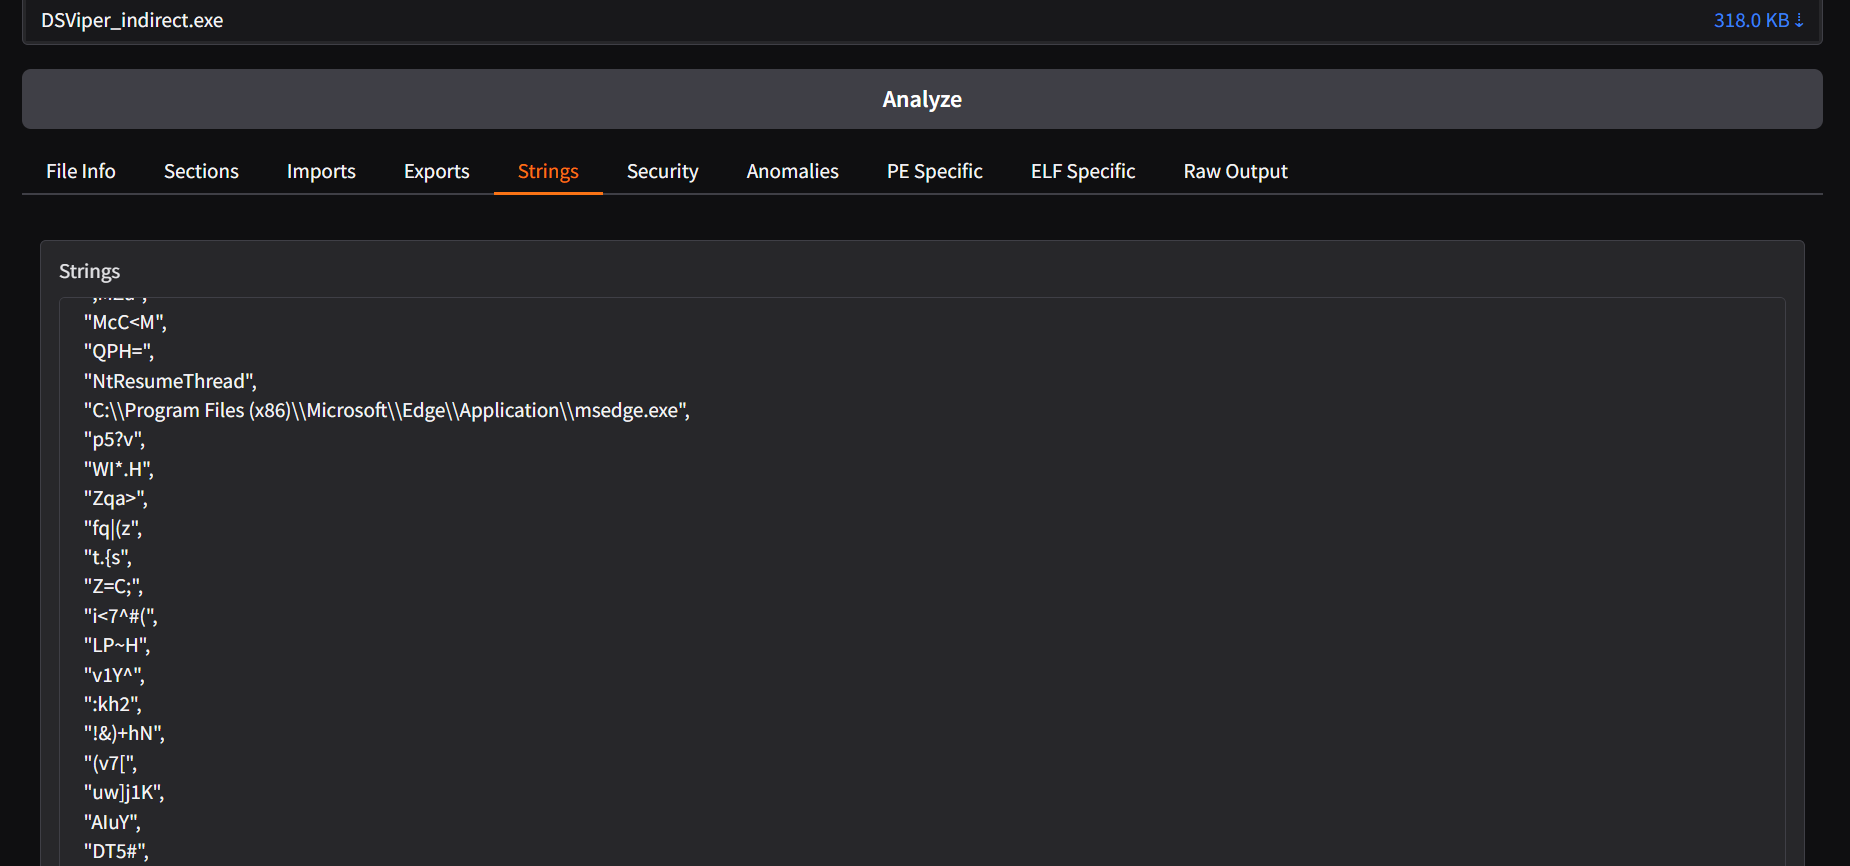 DSViper_indirect.exe 318.0 KB ⇣
Analyze
File Info Sections Imports Exports Strings Security Anomalies PE Specific ELF Specific Raw Output
Strings
"McC<M",
"QPH=",
"NtResumeThread",
"C:\\Program Files (x86)\\Microsoft\\Edge\\Application\\msedge.exe",
"p5?v",
"WI*.H",
"Zqa>",
"fq|(z",
"t.{s",
"Z=C;",
"i<7^#(",
"LP~H",
"v1Y^",
":kh2",
"!&)+hN",
"(v7[",
"uw]j1K",
"AIuY",
"DT5#",